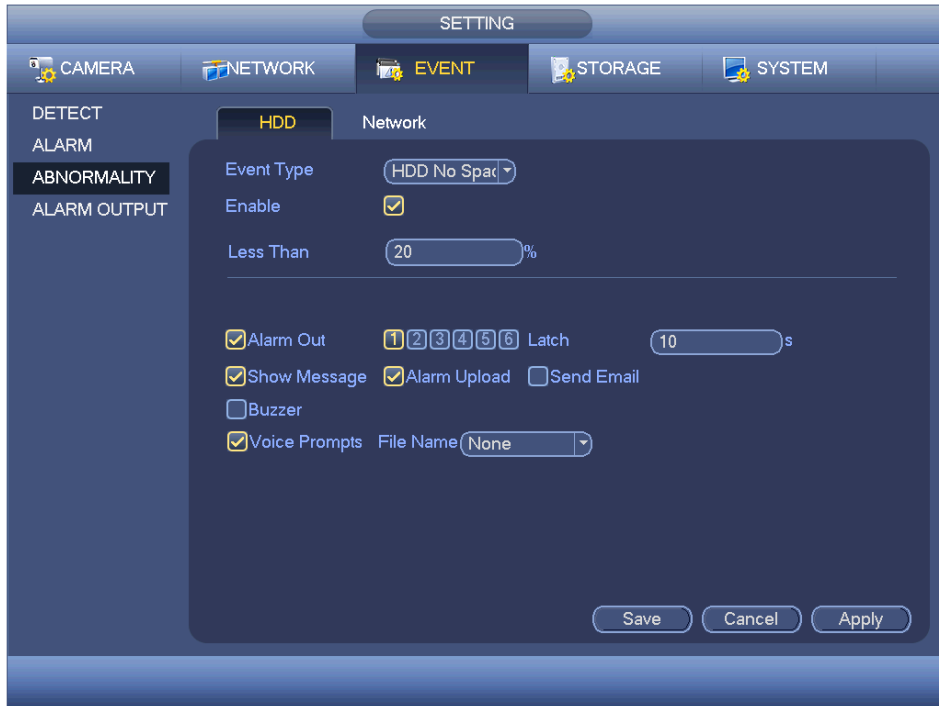 SETTING
CAMERA NETWORK EVENT STORAGE SYSTEM
DETECT
ALARM
ABNORMALITY
ALARM OUTPUT
HDD Network
Event Type HDD No Spac
Enable
Less Than 20 %
Alarm Out 1 2 3 4 5 6 Latch 10 s
Show Message Alarm Upload Send Email
Buzzer
Voice Prompts File Name None
Save Cancel Apply